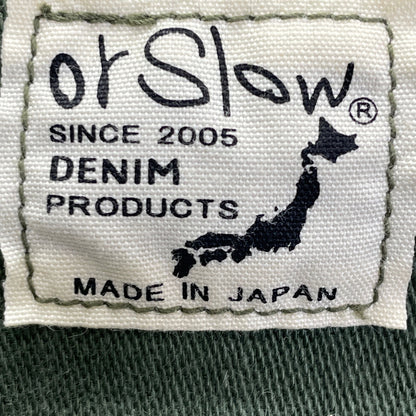 orSlow®
SINCE 2005
DENIM
PRODUCTS
MADE IN JAPAN